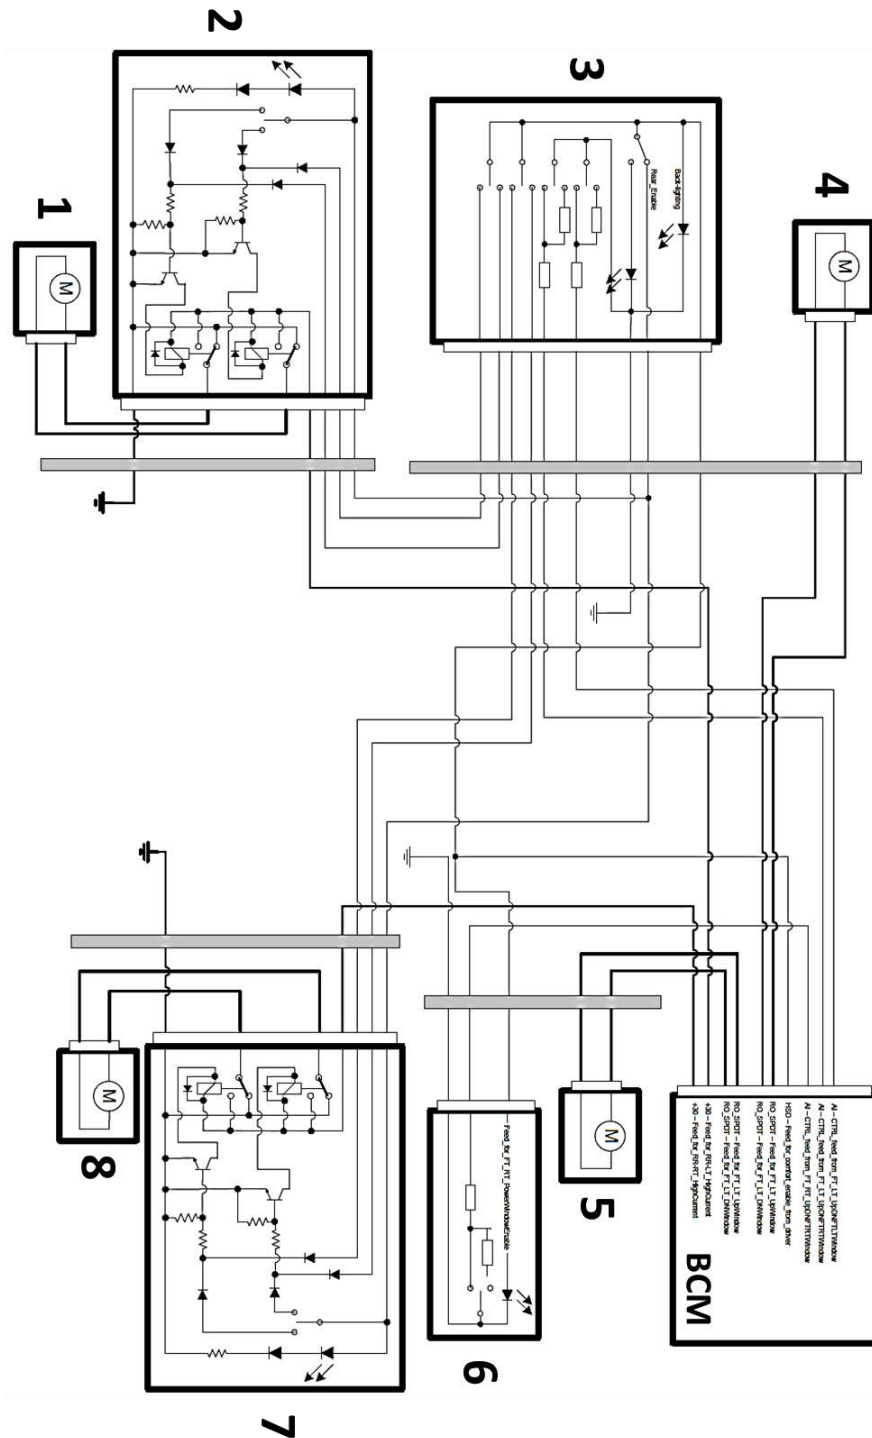 2
3
4
1
M
M
Back-lighting
Rear_Enable
AI – CTRL_feed_from_FT_LT_UpDNFTLTWindow
AI – CTRL_feed_from_FT_LT_UpDNFTRTWindow
AI – CTRL_feed_from_FT_RT_UpDNFTRTWindow
HSD – Feed_for_comfort_enable_from_driver
RO_SPDT – Feed_for_FT_LT_UpWindow
RO_SPDT – Feed_for_FT_LT_DNWindow
RO_SPDT – Feed_for_FT_LT_UpWindow
RO_SPDT – Feed_for_FT_LT_DNWindow
+30 – Feed_for_RR-LT_HighCurrent
+30 – Feed_for_RR-RT_HighCurrent
BCM
Feed_for_FT_RT_PowerWindowEnable
M
M
8
5
6
7